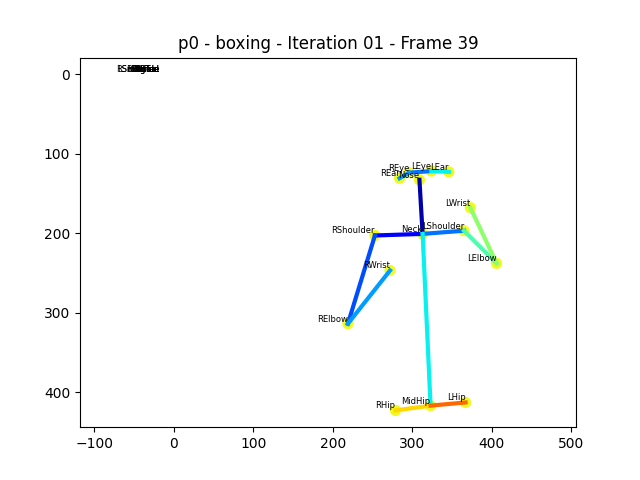 p0 - boxing - Iteration 01 - Frame 39
0
100
200
300
400
REye
LEye
LEar
REar
Nose
LWrist
RShoulder
Neck
LShoulder
RWrist
LElbow
RElbow
RHip
MidHip
LHip
−100
0
100
200
300
400
500